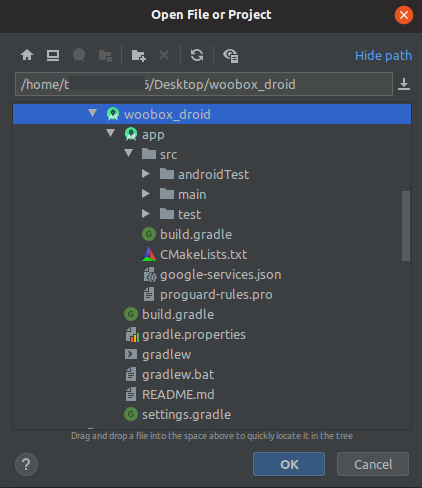 Open File or Project
Hide path
/home/t 6/Desktop/woobox_droid
woobox_droid
app
src
androidTest
main
test
build.gradle
CMakeLists.txt
google-services.json
proguard-rules.pro
build.gradle
gradle.properties
gradlew
gradlew.bat
README.md
settings.gradle
Drag and drop a file into the space above to quickly locate it in the tree
? OK Cancel